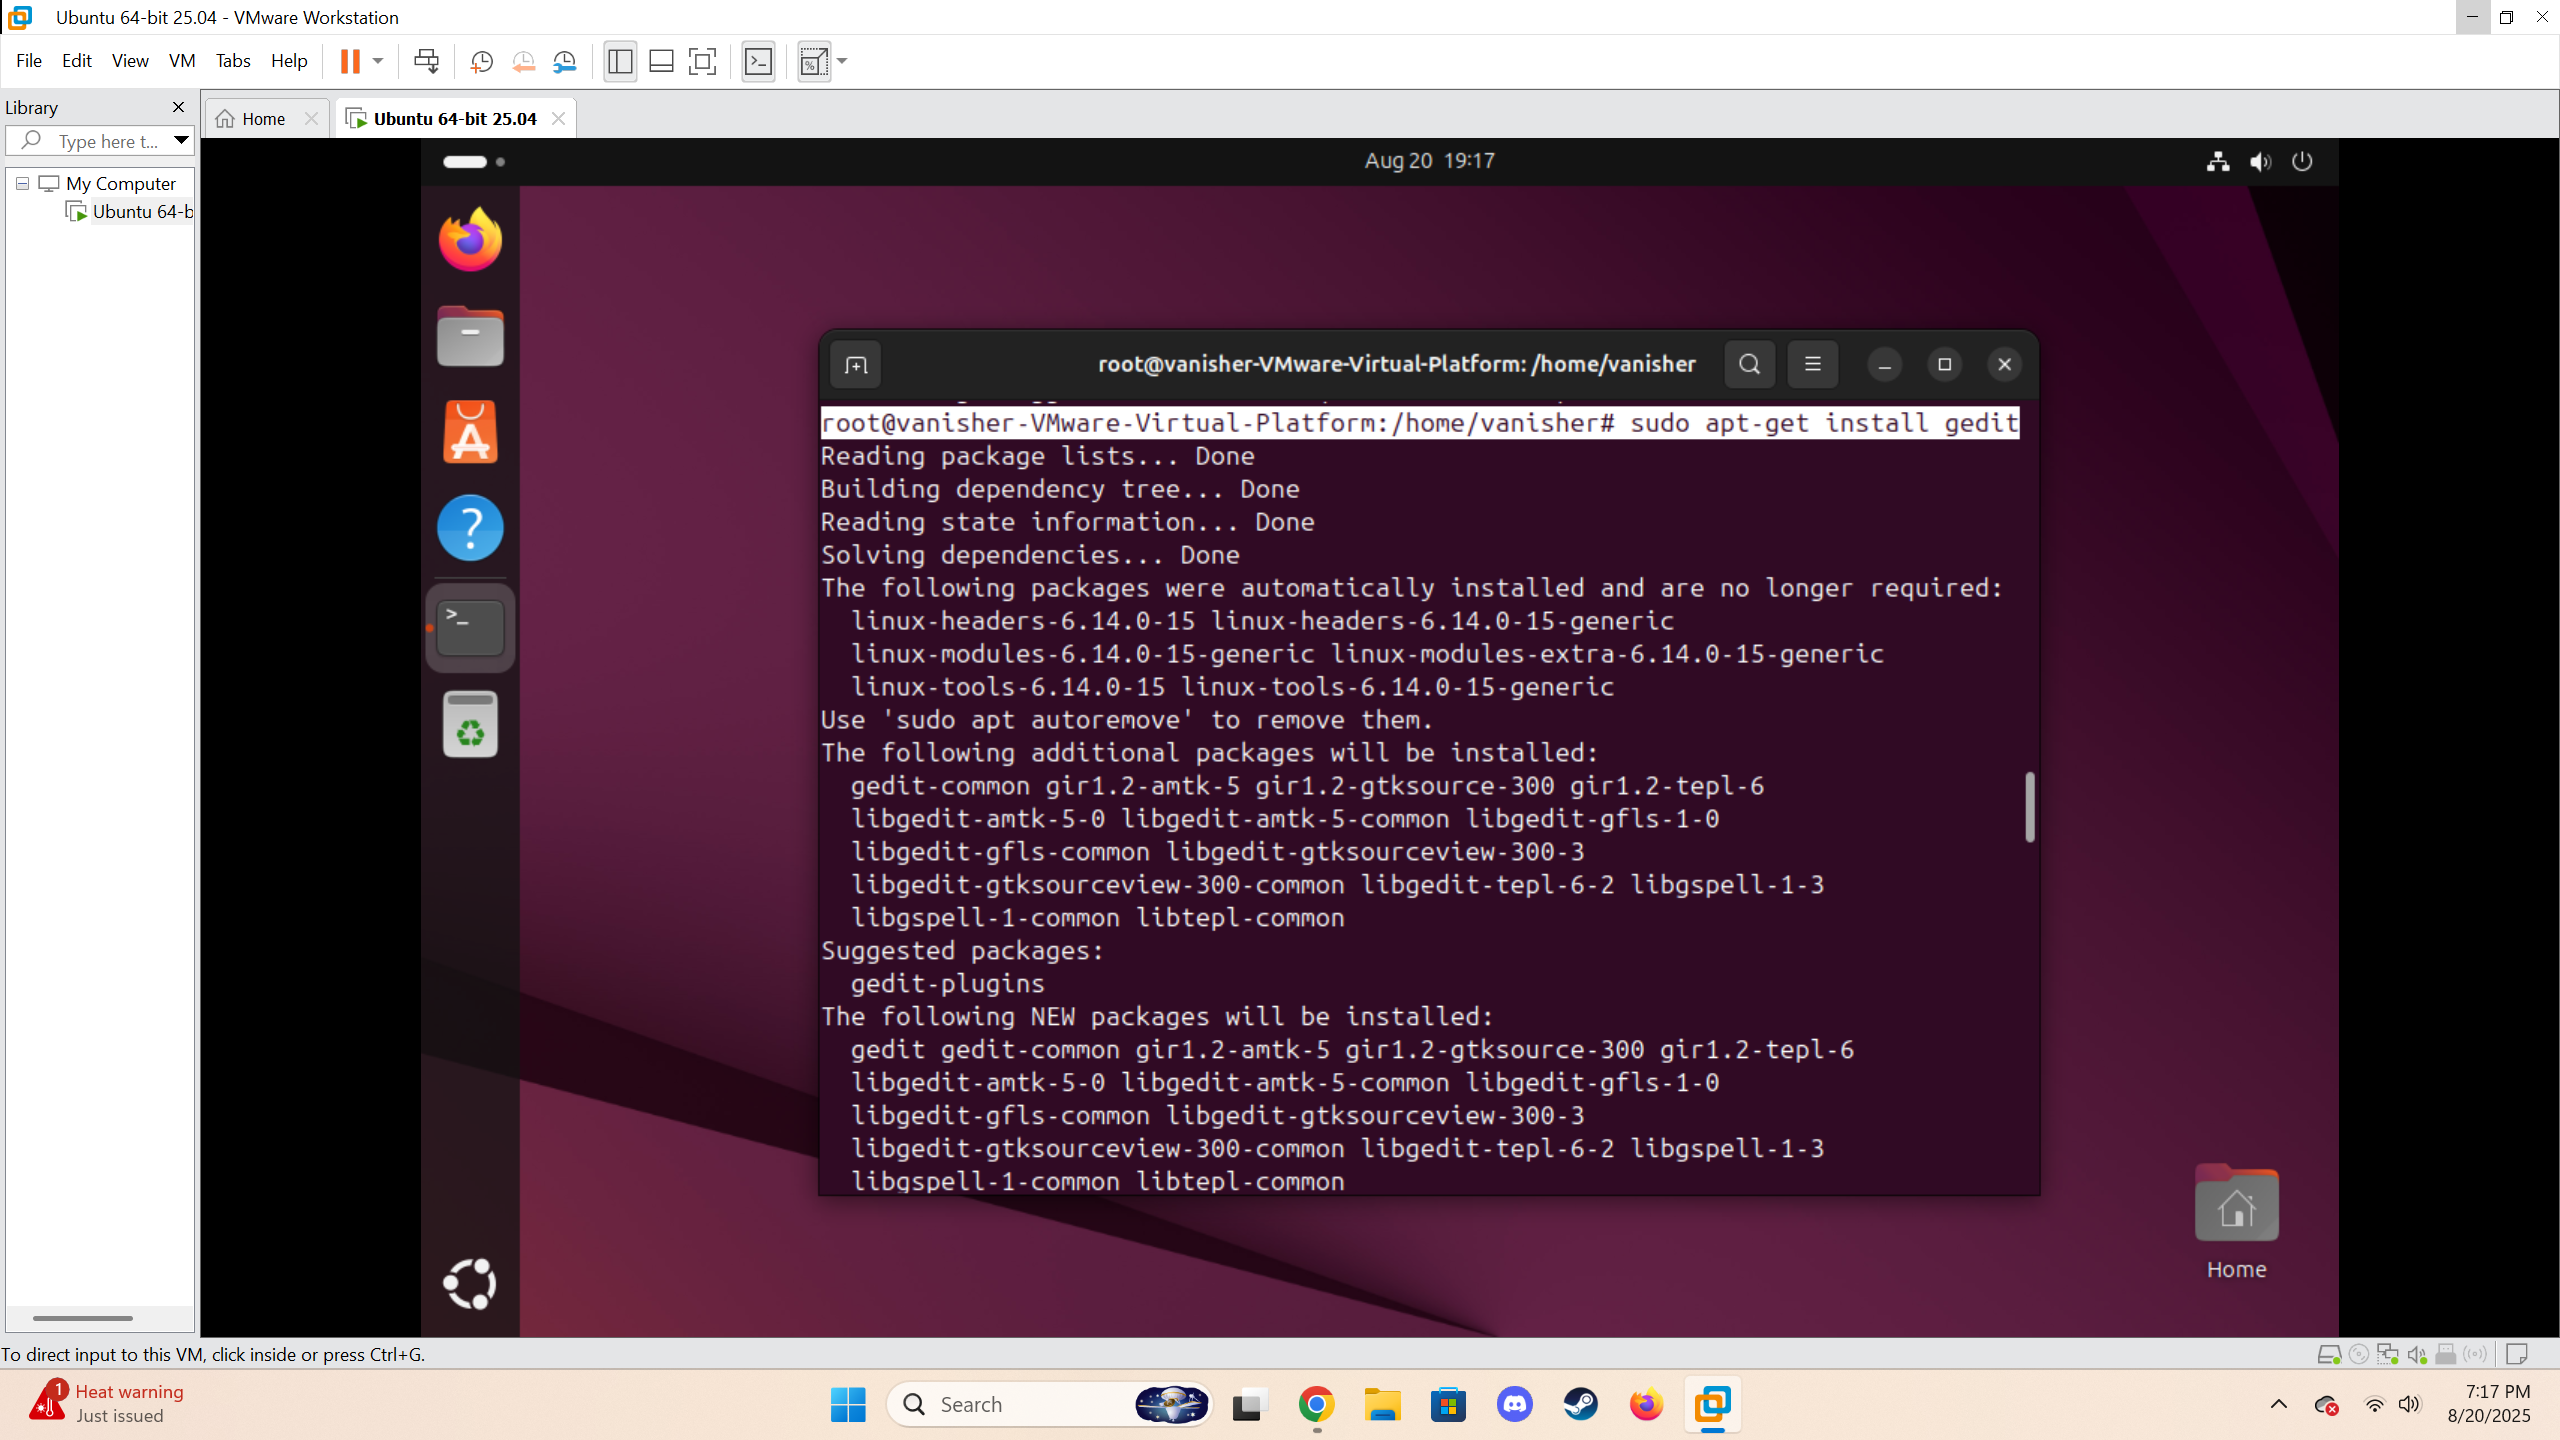 Ubuntu 64-bit 25.04 - VMware Workstation
File Edit View VM Tabs Help
Library
Type here t...
My Computer
Ubuntu 64-b
Home
Ubuntu 64-bit 25.04
Aug 20 19:17
root@vanisher-VMware-Virtual-Platform: /home/vanisher
root@vanisher-VMware-Virtual-Platform:/home/vanisher# sudo apt-get install gedit
Reading package lists... Done
Building dependency tree... Done
Reading state information... Done
Solving dependencies... Done
The following packages were automatically installed and are no longer required:
linux-headers-6.14.0-15 linux-headers-6.14.0-15-generic
linux-modules-6.14.0-15-generic linux-modules-extra-6.14.0-15-generic
linux-tools-6.14.0-15 linux-tools-6.14.0-15-generic
Use 'sudo apt autoremove' to remove them.
The following additional packages will be installed:
gedit-common gir1.2-amtk-5 gir1.2-gtksource-300 gir1.2-tepl-6
libgedit-amtk-5-0 libgedit-amtk-5-common libgedit-gfls-1-0
libgedit-gfls-common libgedit-gtksourceview-300-3
libgedit-gtksourceview-300-common libgedit-tepl-6-2 libgspell-1-3
libgspell-1-common libtepl-common
Suggested packages:
gedit-plugins
The following NEW packages will be installed:
gedit gedit-common gir1.2-amtk-5 gir1.2-gtksource-300 gir1.2-tepl-6
libgedit-amtk-5-0 libgedit-amtk-5-common libgedit-gfls-1-0
libgedit-gfls-common libgedit-gtksourceview-300-3
libgedit-gtksourceview-300-common libgedit-tepl-6-2 libgspell-1-3
libgspell-1-common libtepl-common
Home
To direct input to this VM, click inside or press Ctrl+G.
1
Heat warning
Just issued
Search
7:17 PM
8/20/2025